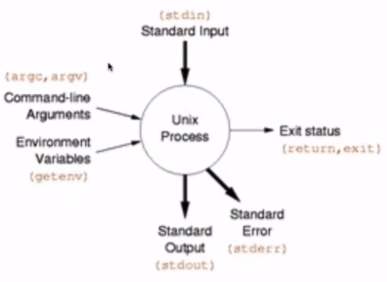 (stdin)
Standard Input
(argc,argv)
Command-line
Arguments
Environment
Variables
(getenv)
Unix
Process
Exit status
(return,exit)
Standard
Error
(stderr)
Standard
Output
(stdout)